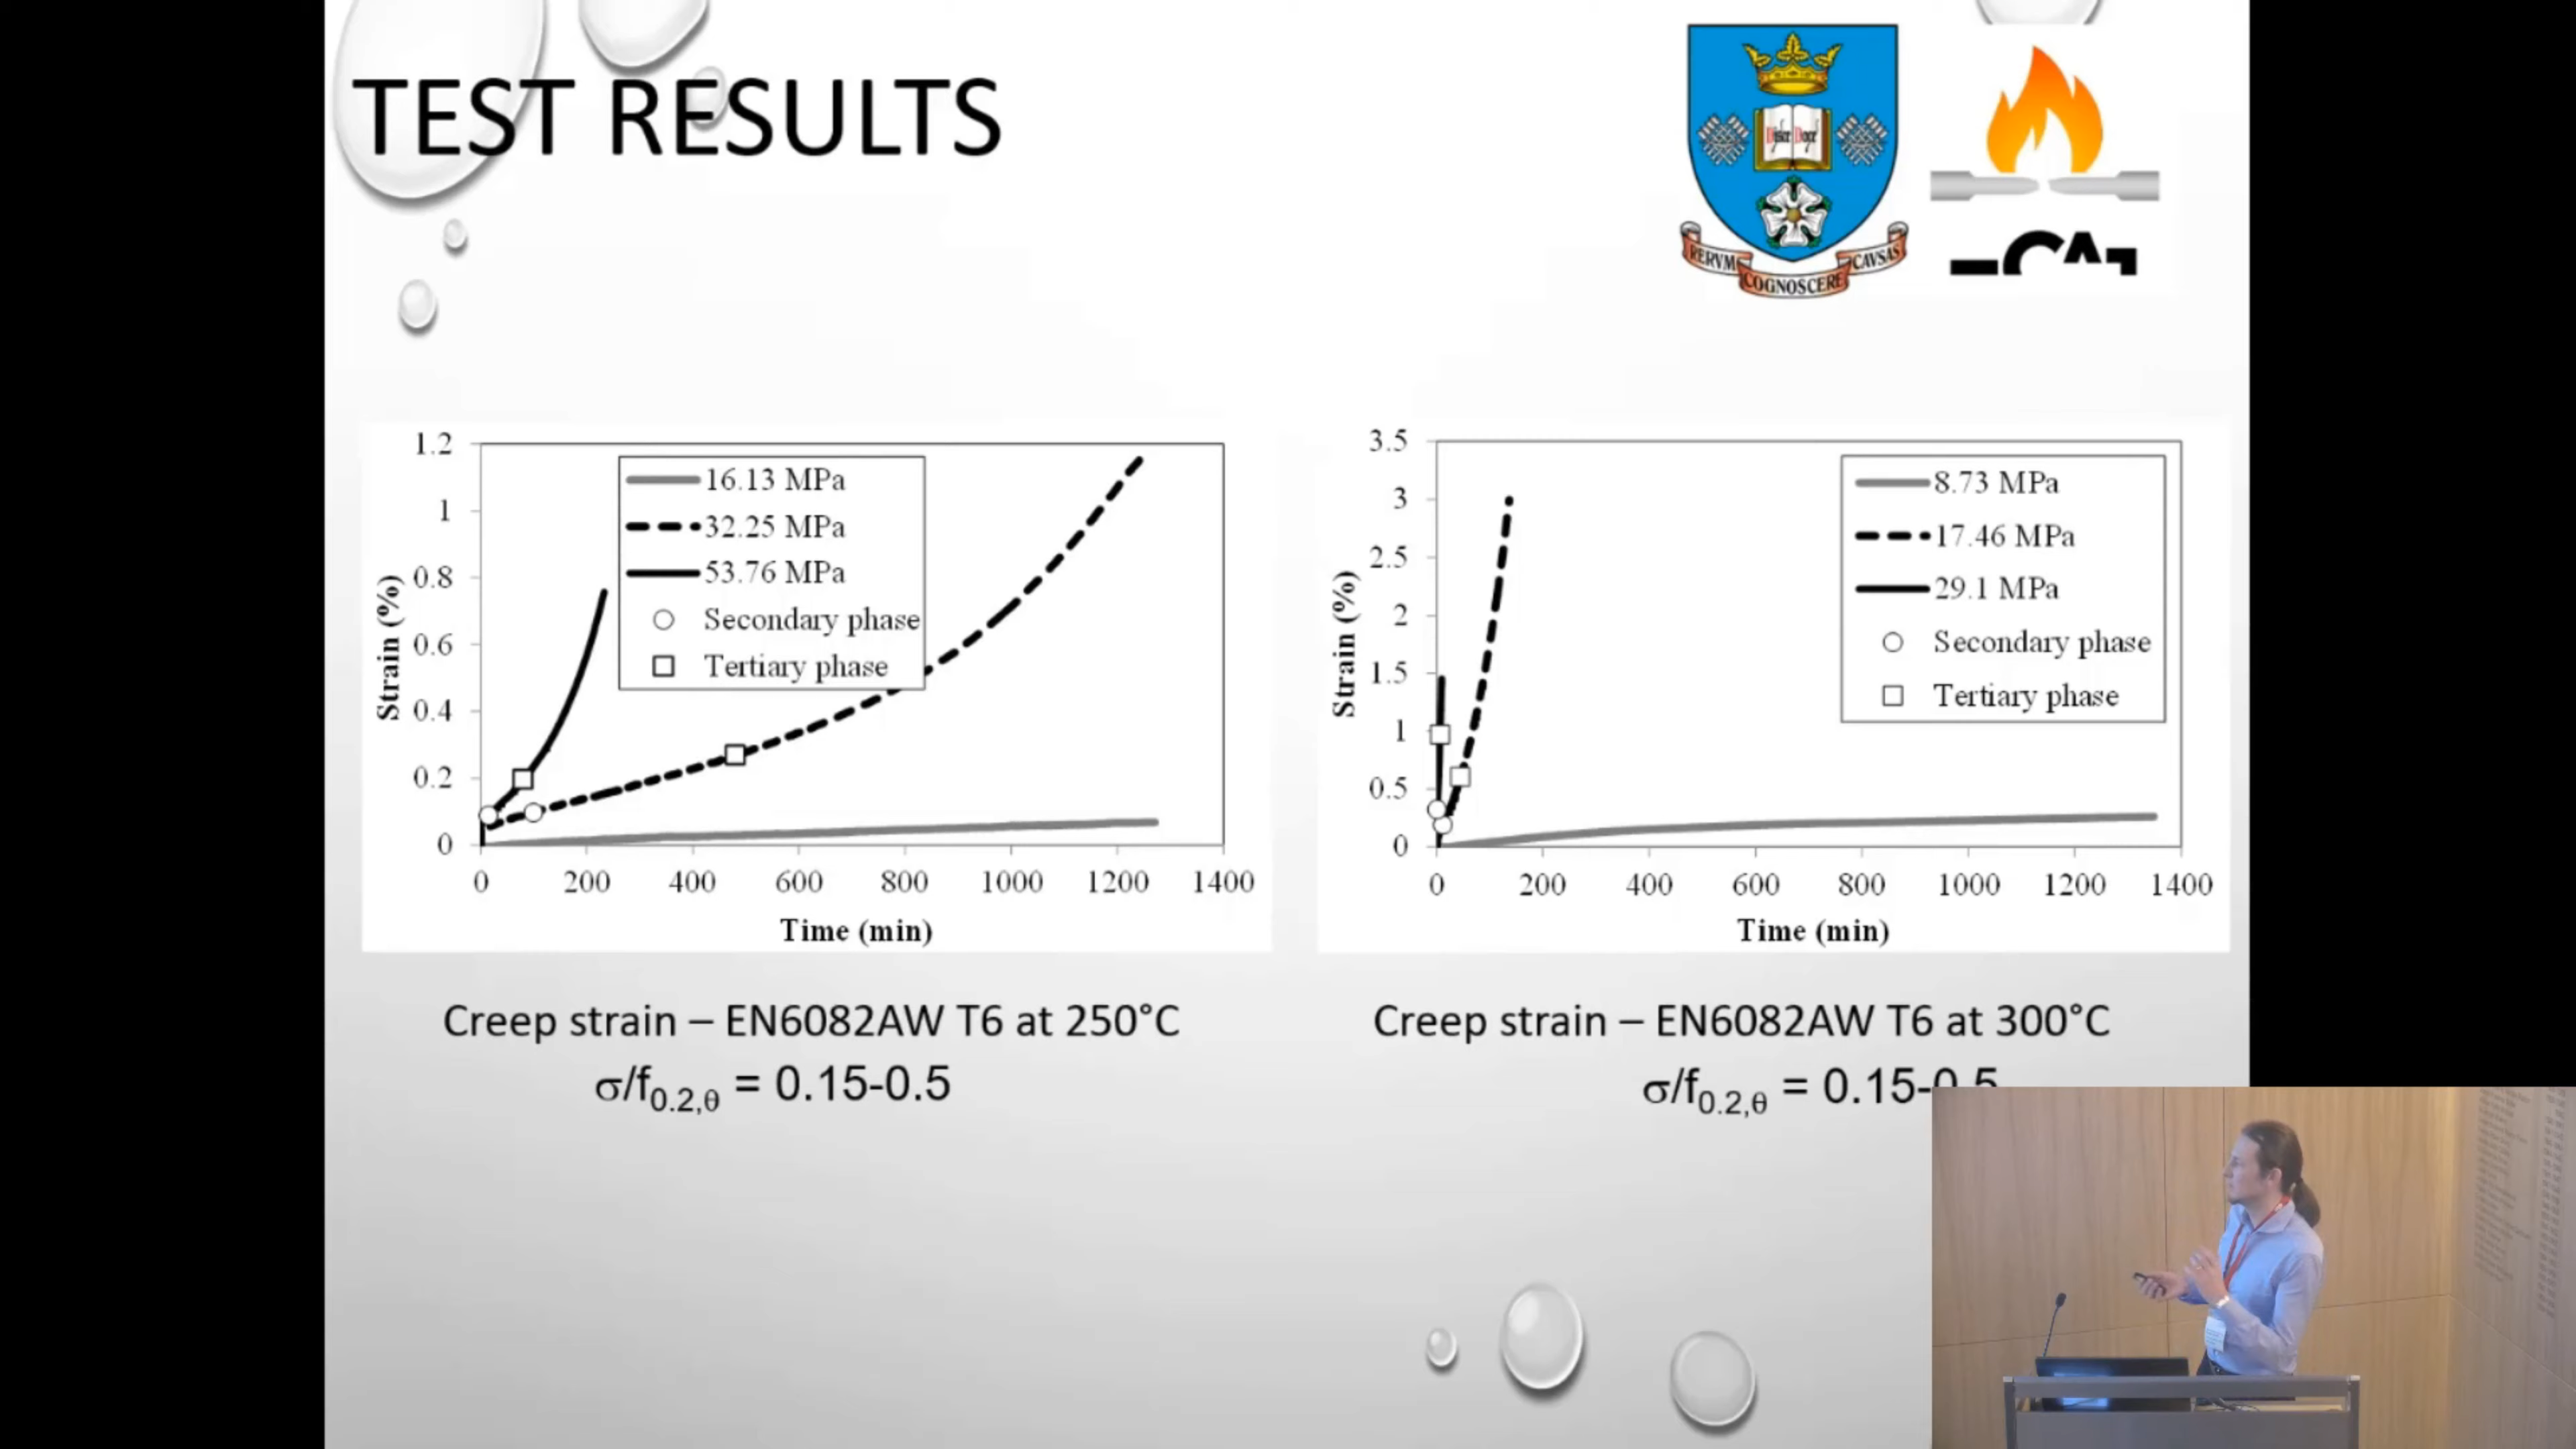 TEST RESULTS
Disce Doce
RERVM
COGNOSCERE
CAVSAS
1.2
1
0.8
0.6
0.4
0.2
0
Strain (%)
16.13 MPa
32.25 MPa
53.76 MPa
Secondary phase
Tertiary phase
0 200 400 600 800 1000 1200 1400
Time (min)
Creep strain – EN6082AW T6 at 250°C
σ/f0.2,θ = 0.15-0.5
3.5
3
2.5
2
1.5
1
0.5
0
Strain (%)
8.73 MPa
17.46 MPa
29.1 MPa
Secondary phase
Tertiary phase
0 200 400 600 800 1000 1200 1400
Time (min)
Creep strain – EN6082AW T6 at 300°C
σ/f0.2,θ = 0.15-0.5